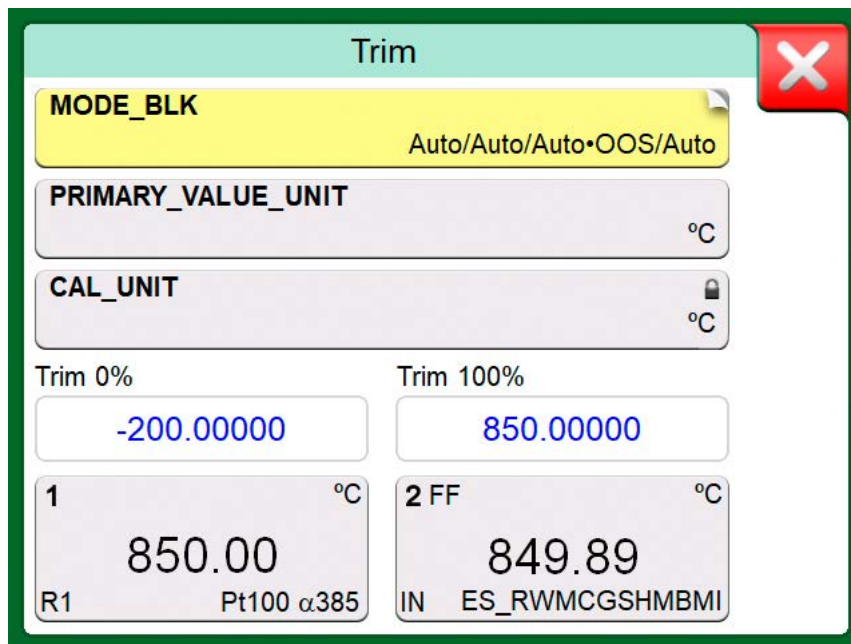 Trim
MODE_BLK
Auto/Auto/Auto•OOS/Auto
PRIMARY_VALUE_UNIT
ºC
CAL_UNIT
ºC
Trim 0% Trim 100%
-200.00000 850.00000
1 ºC 2 FF ºC
850.00 849.89
R1 Pt100 α385 IN ES_RWMCGSHMBMI